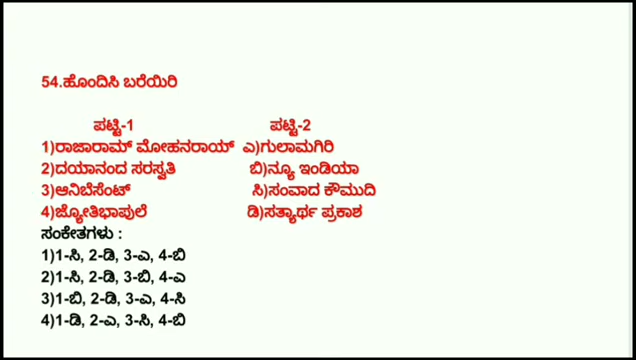 54.ಹೊಂದಿಸಿ ಬರೆಯಿರಿ
ಪಟ್ಟಿ-1 ಪಟ್ಟಿ-2
1)ರಾಜಾರಾಮ್ ಮೋಹನರಾಯ್ ಎ)ಗುಲಾಮಗಿರಿ
2)ದಯಾನಂದ ಸರಸ್ವತಿ ಬಿ)ನ್ಯೂ ಇಂಡಿಯಾ
3)ಆನಿಬೆಸೆಂಟ್ ಸಿ)ಸಂವಾದ ಕೌಮುದಿ
4)ಜ್ಯೋತಿಭಾಪುಲೆ ಡಿ)ಸತ್ಯಾರ್ಥ ಪ್ರಕಾಶ
ಸಂಕೇತಗಳು :
1)1-ಸಿ, 2-ಡಿ, 3-ಎ, 4-ಬಿ
2)1-ಸಿ, 2-ಡಿ, 3-ಬಿ, 4-ಎ
3)1-ಬಿ, 2-ಡಿ, 3-ಎ, 4-ಸಿ
4)1-ಡಿ, 2-ಎ, 3-ಸಿ, 4-ಬಿ